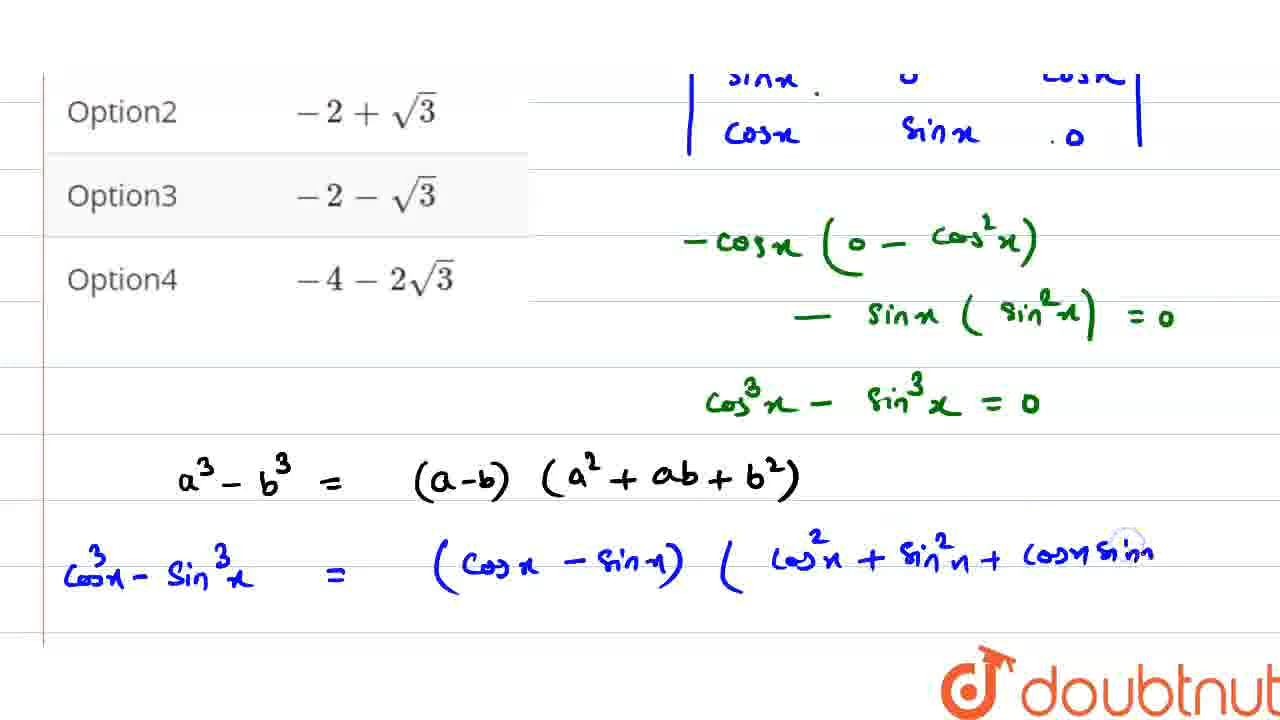 sinx 0 cosx
Option2 −2 + √3
cosx sinx 0
Option3 −2 − √3
−cosx (0 − cos²x)
Option4 −4 − 2√3
− sinx (sin²x) = 0
cos³x − sin³x = 0
a³ − b³ = (a−b) (a² + ab + b²)
cos³x − sin³x = (cosx − sinx) (cos²x + sin²x + cosx sinx
doubtnut